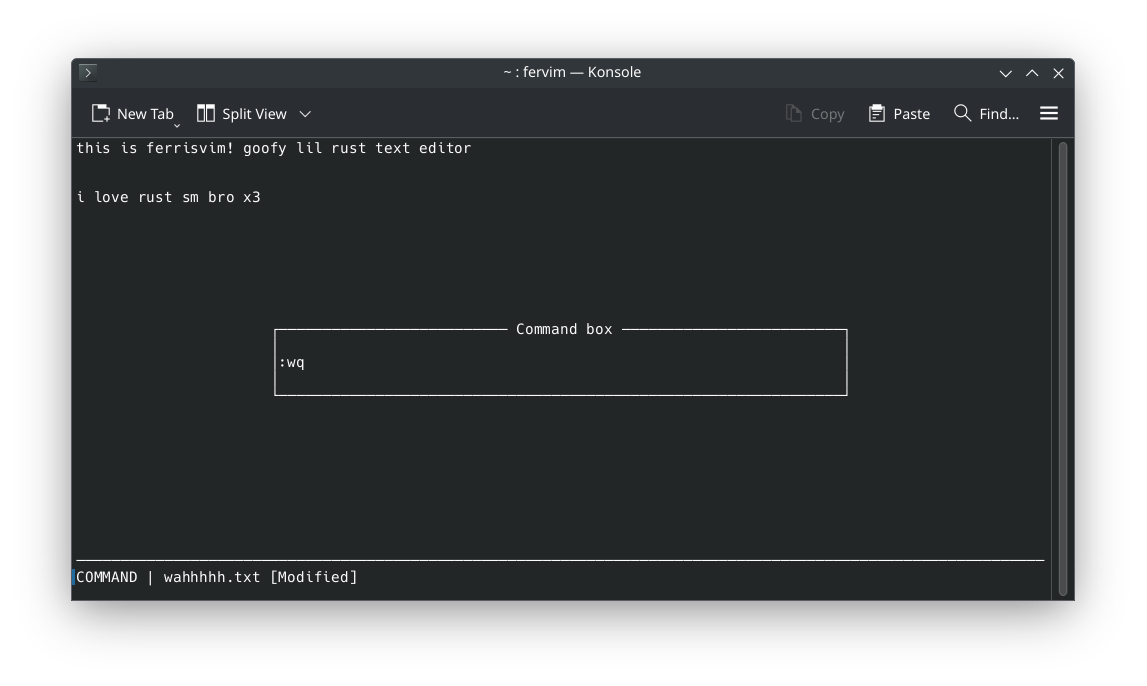 ~ : fervim — Konsole
New Tab Split View Copy Paste Find...
this is ferrisvim! goofy lil rust text editor
i love rust sm bro x3
Command box
:wq
COMMAND | wahhhhh.txt [Modified]